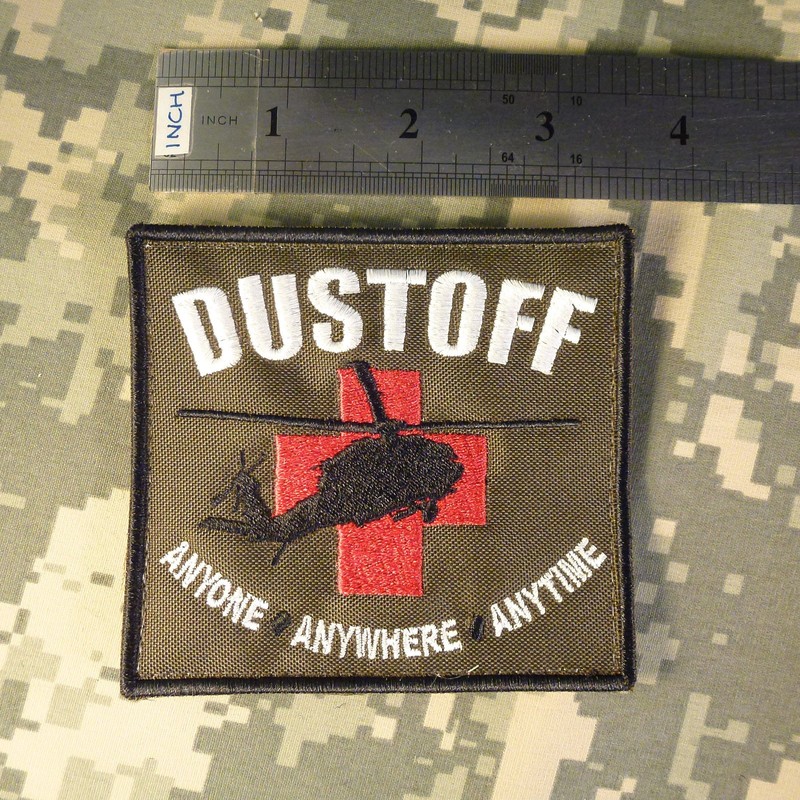 INCH INCH 1 2 3 4
50 10
64 16
DUSTOFF
ANYONE ANYWHERE ANYTIME